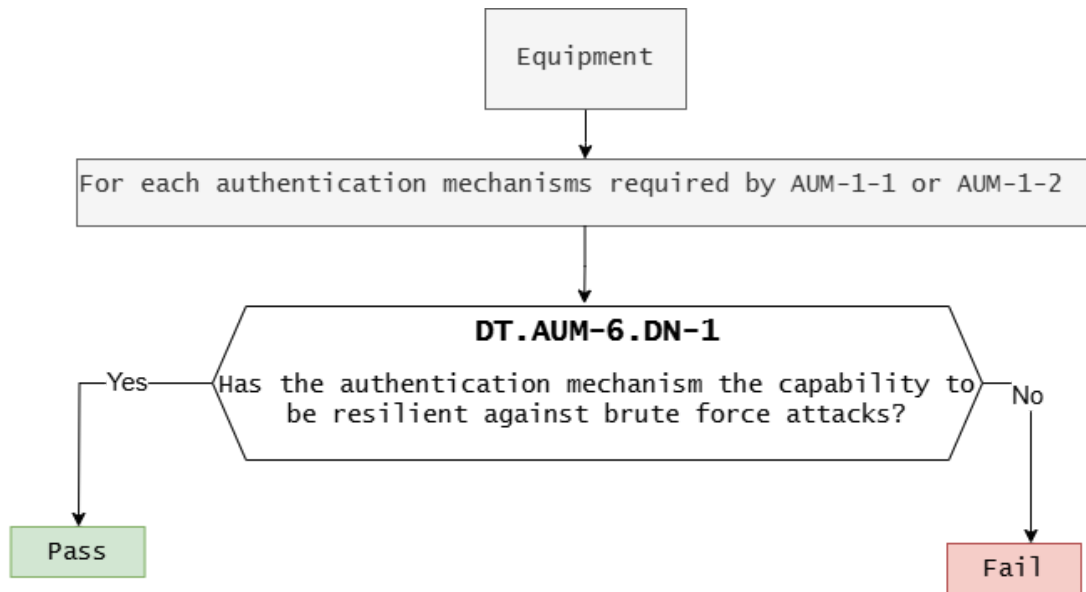 Equipment
For each authentication mechanisms required by AUM-1-1 or AUM-1-2
DT.AUM-6.DN-1
Yes
Has the authentication mechanism the capability to
be resilient against brute force attacks?
No
Pass
Fail